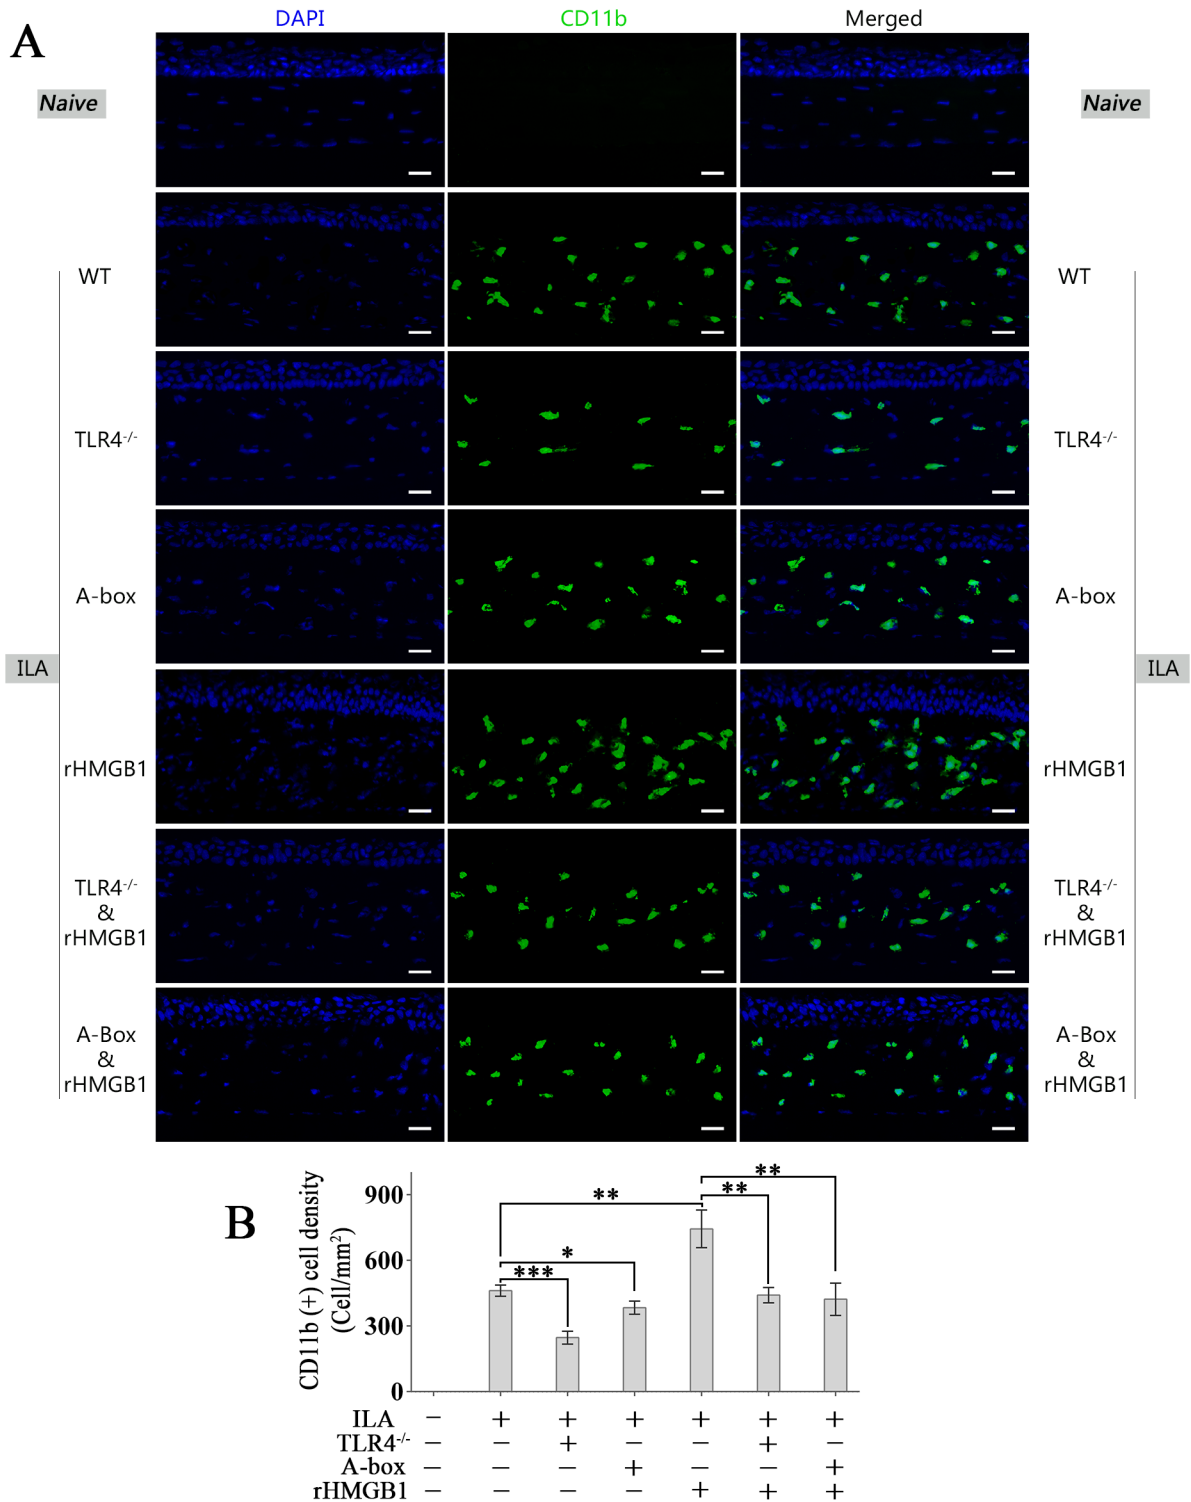 DAPI CD11b Merged
A
Naive Naive
WT WT
TLR4-/- TLR4-/-
A-box A-box
ILA ILA
rHMGB1 rHMGB1
TLR4-/- TLR4-/-
& &
rHMGB1 rHMGB1
A-Box A-Box
& &
rHMGB1 rHMGB1
B
CD11b (+) cell density
(Cell/mm²)
900
600
300
0
** ** ** * ***
ILA − + + + + + +
TLR4-/- − − + − − + −
A-box − − − + − − +
rHMGB1 − − − − + + +